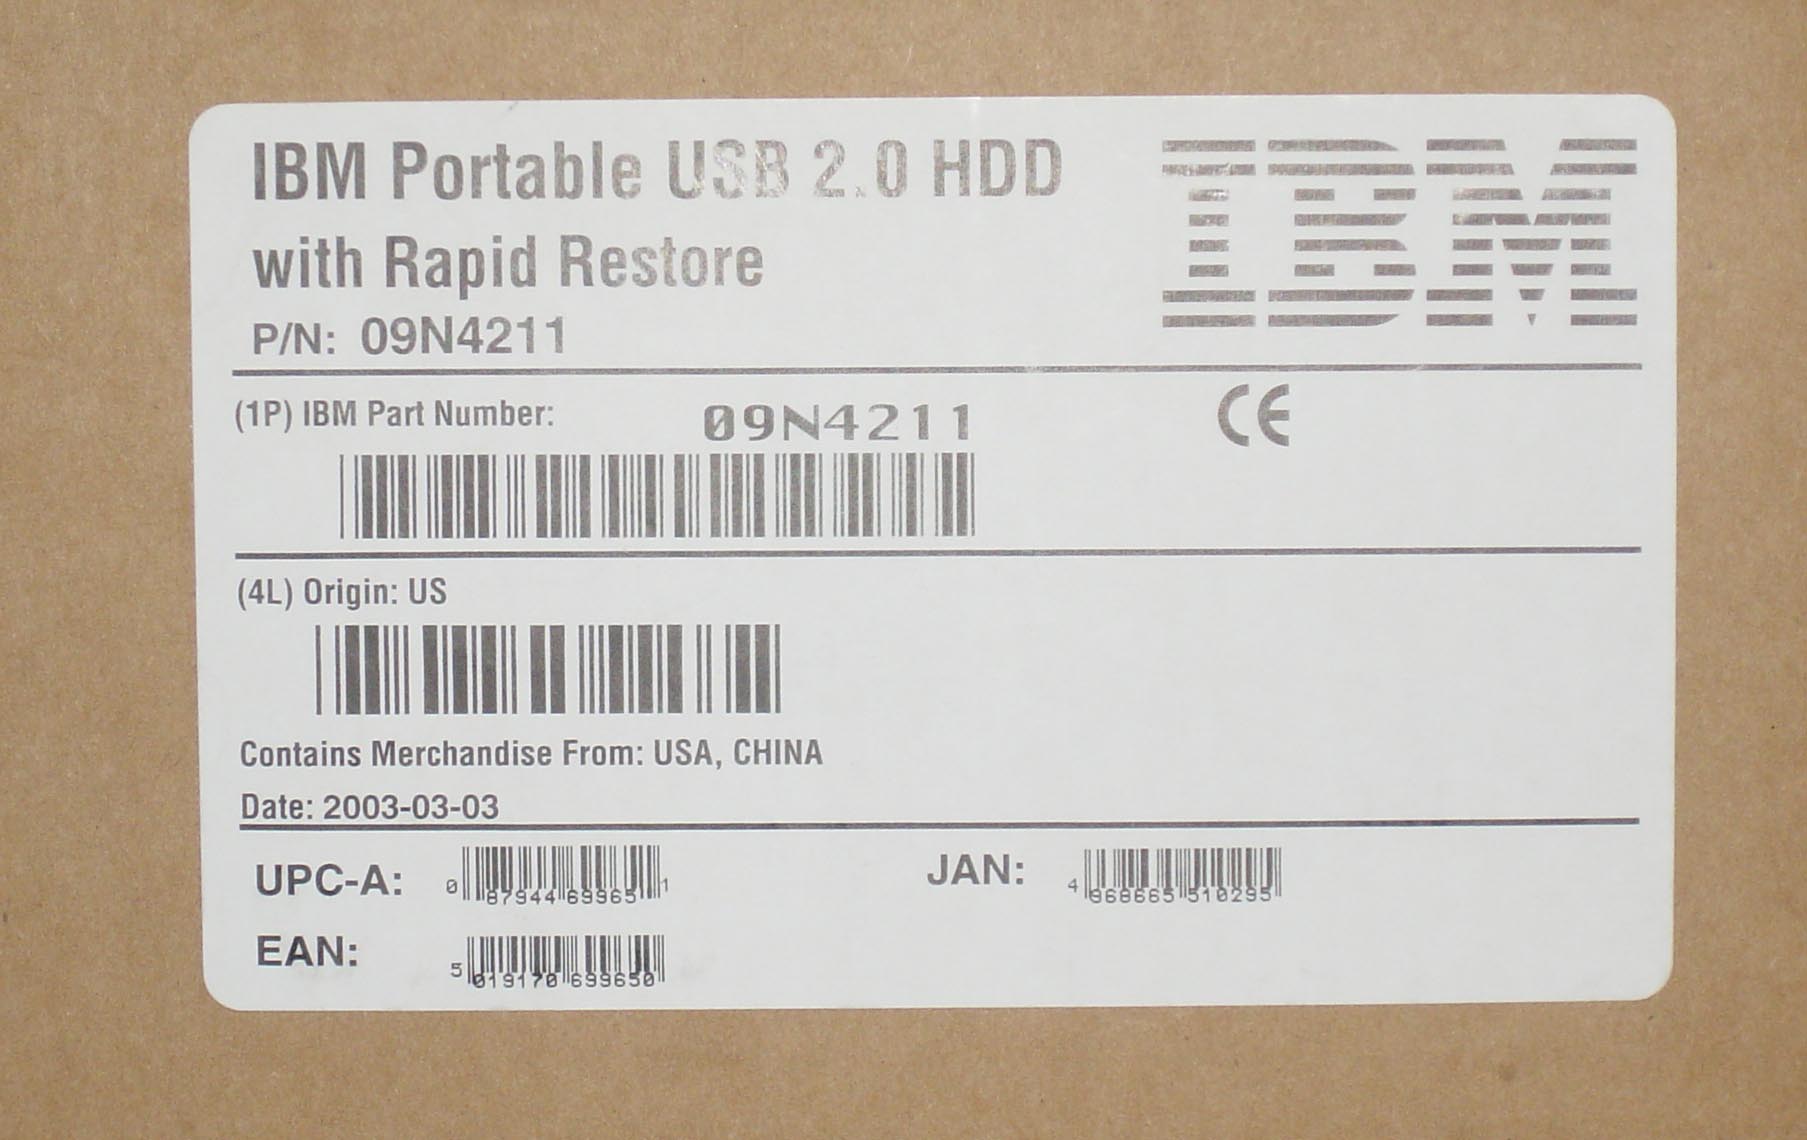 IBM Portable USB 2.0 HDD
with Rapid Restore
P/N: 09N4211
IBM
(1P) IBM Part Number: 09N4211
CE
(4L) Origin: US
Contains Merchandise From: USA, CHINA
Date: 2003-03-03
UPC-A: 0 87944 69965 1
JAN: 4 968665 510295
EAN: 5 019170 699650